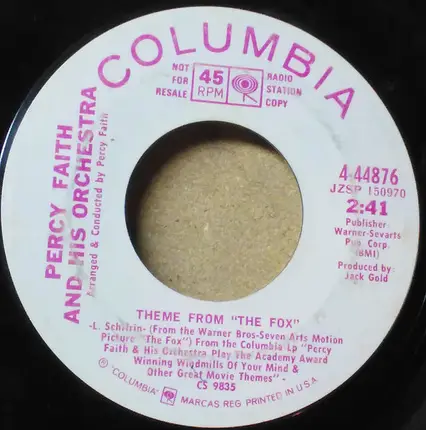 COLUMBIA
NOT
FOR
RESALE
45
RPM
RADIO
STATION
COPY
PERCY FAITH
AND HIS ORCHESTRA
Arranged & Conducted by Percy Faith
4-44876
JZSP 150970
2:41
Publisher:
Warner-Sevarts
Pub. Corp.
(BMI)
Produced by:
Jack Gold
THEME FROM "THE FOX"
-L. Schifrin- (From the Warner Bros-Seven Arts Motion
Picture "The Fox") From the Columbia Lp "Percy
Faith & His Orchestra Play The Academy Award
Winning Windmills Of Your Mind &
Other Great Movie Themes" -
CS 9835
® "COLUMBIA" MARCAS REG. PRINTED IN U.S.A.